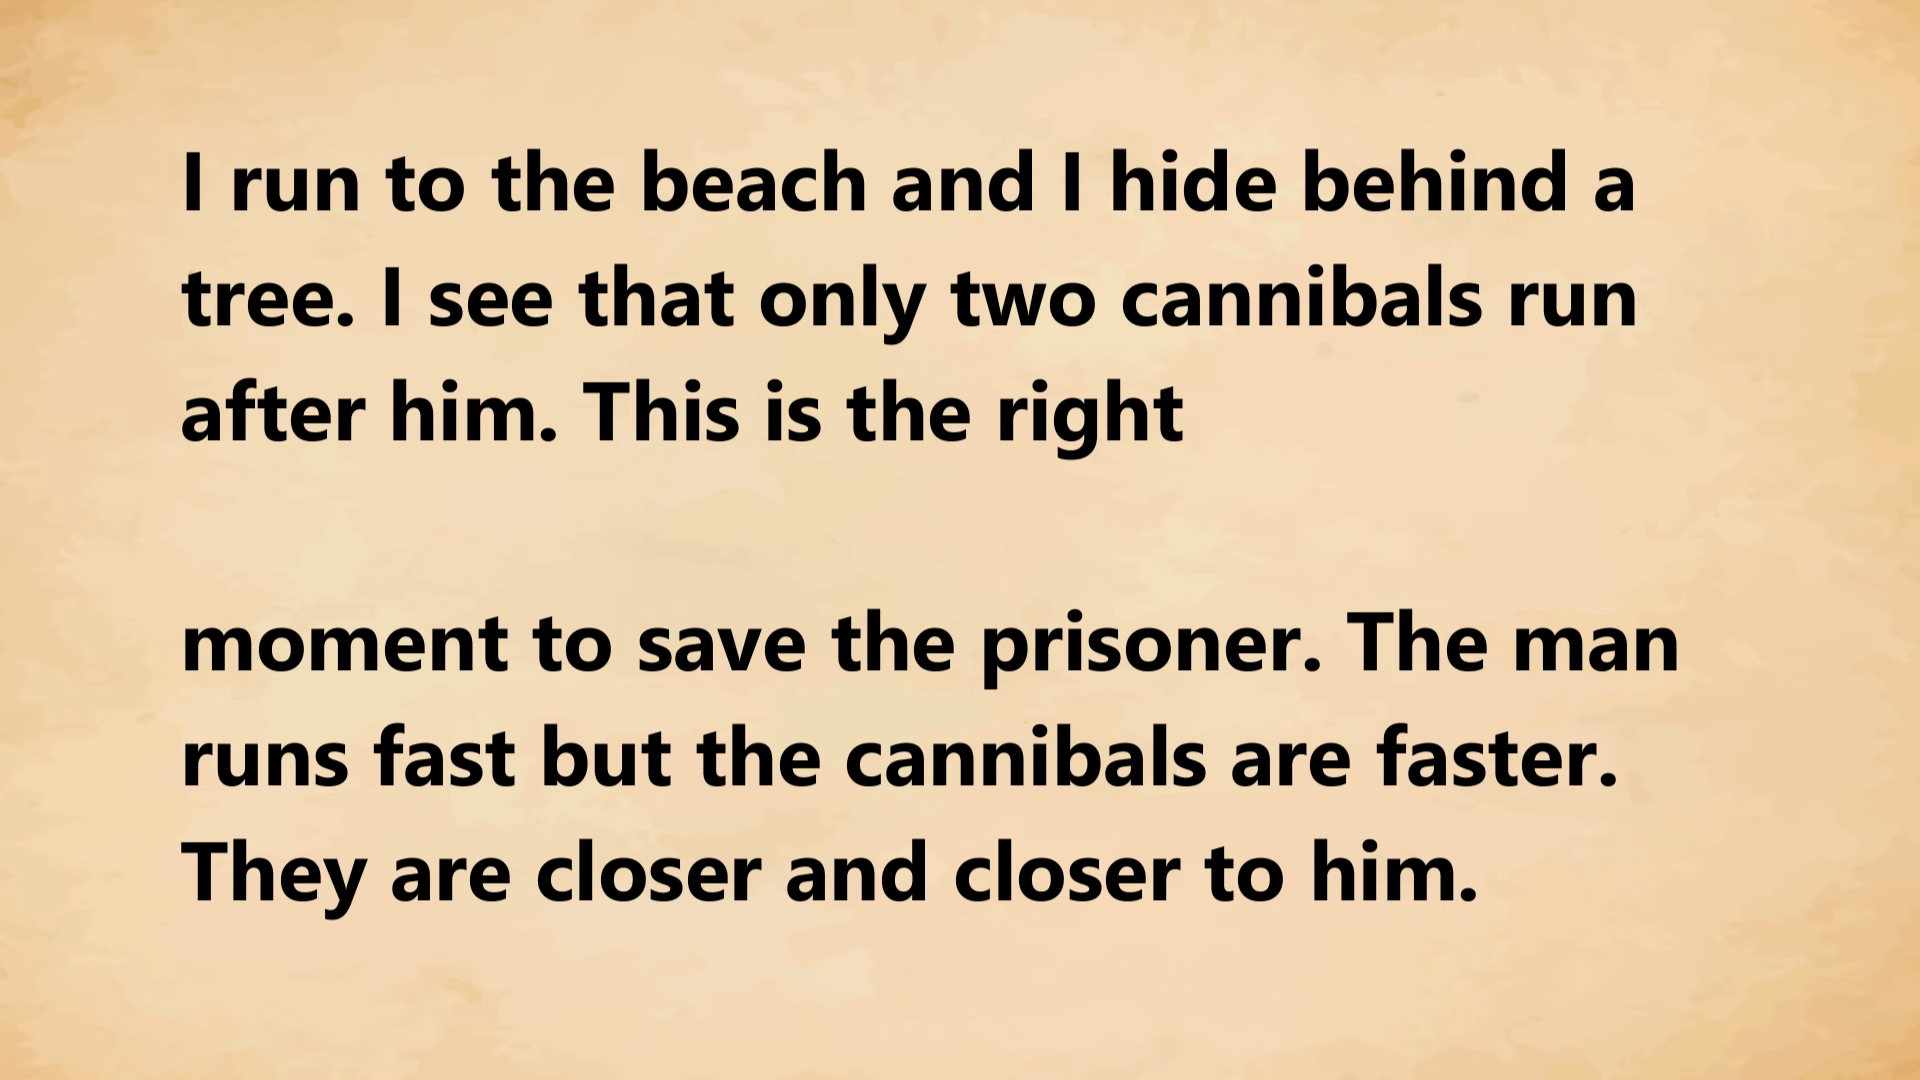 I run to the beach and I hide behind a
tree. I see that only two cannibals run
after him. This is the right
moment to save the prisoner. The man
runs fast but the cannibals are faster.
They are closer and closer to him.